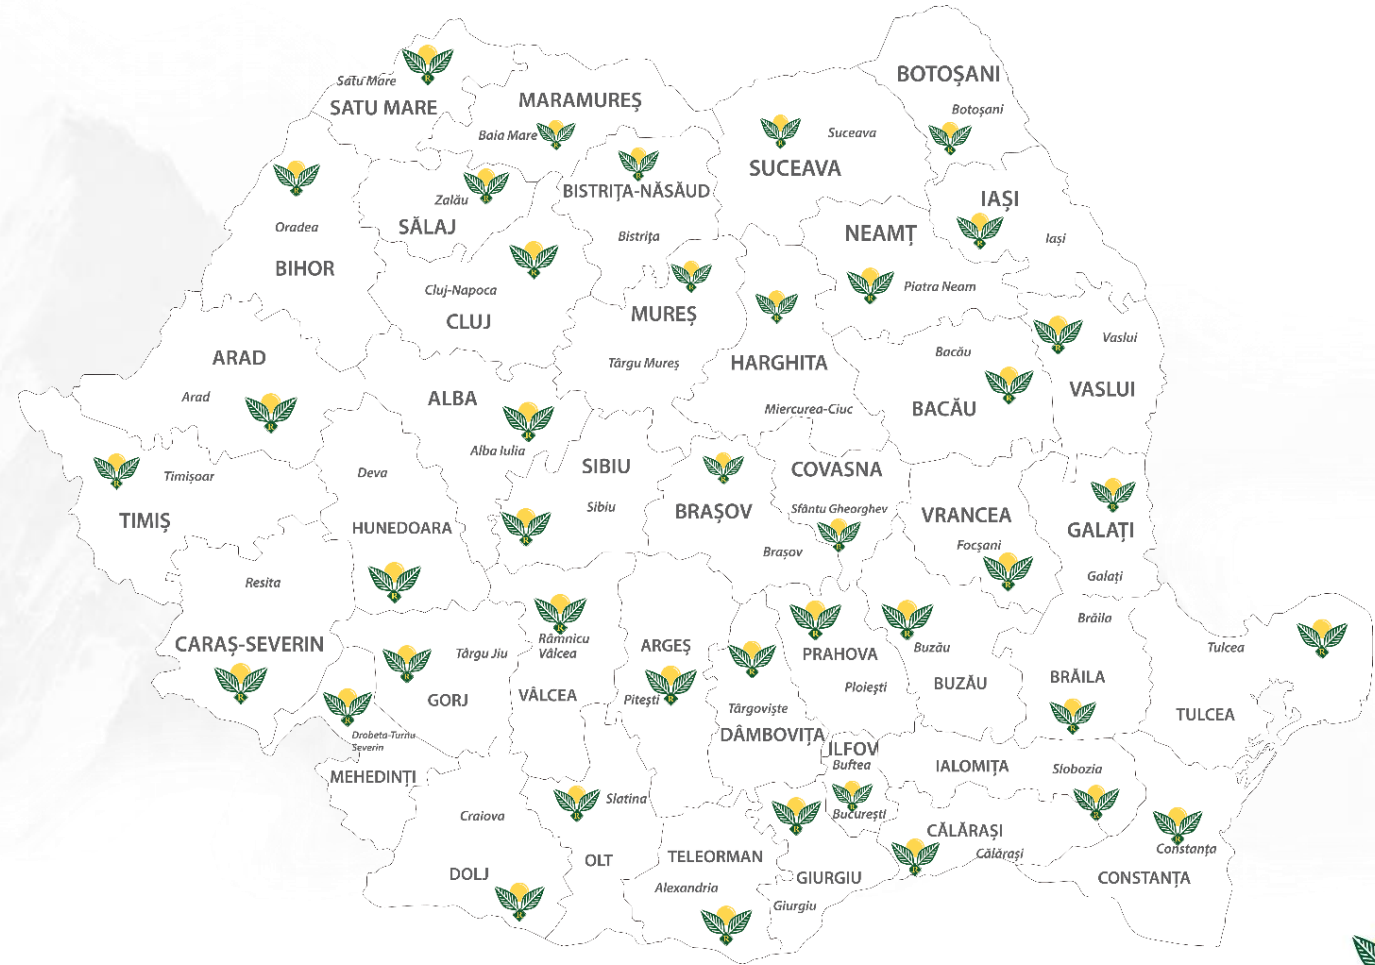 BOTOȘANI
Botoșani
Satu Mare
SATU MARE
MARAMUREȘ
Baia Mare
Suceava
SUCEAVA
BISTRIȚA-NĂSĂUD
Bistrița
Zalău
SĂLAJ
IAȘI
Iași
Oradea
BIHOR
NEAMȚ
Piatra Neam
Cluj-Napoca
CLUJ
MUREȘ
Târgu Mureș
HARGHITA
Miercurea-Ciuc
Bacău
BACĂU
Vaslui
VASLUI
ARAD
Arad
ALBA
Alba Iulia
SIBIU
Sibiu
COVASNA
Sfântu Gheorghev
BRAȘOV
Brașov
VRANCEA
Focșani
GALAȚI
Galați
Timișoar
TIMIȘ
Deva
HUNEDOARA
Resita
CARAȘ-SEVERIN
Târgu Jiu
GORJ
Râmnicu
Vâlcea
VÂLCEA
ARGEȘ
Pitești
Târgoviște
DÂMBOVIȚA
PRAHOVA
Ploiești
Buzău
BUZĂU
Brăila
BRĂILA
Tulcea
TULCEA
Drobeta-Turnu
Severin
MEHEDINȚI
Craiova
DOLJ
Slatina
OLT
TELEORMAN
Alexandria
ILFOV
Buftea
București
GIURGIU
Giurgiu
IALOMIȚA
Slobozia
CĂLĂRAȘI
Călărași
Constanța
CONSTANȚA